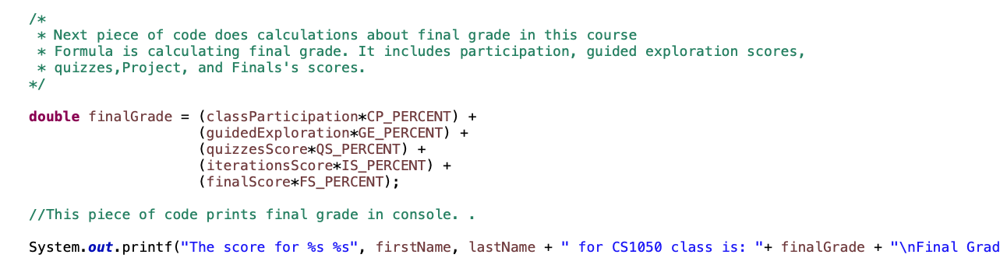 /*
* Next piece of code does calculations about final grade in this course
* Formula is calculating final grade. It includes participation, guided exploration scores,
* quizzes,Project, and Finals's scores.
*/
double finalGrade = (classParticipation*CP_PERCENT) +
(guidedExploration*GE_PERCENT) +
(quizzesScore*QS_PERCENT) +
(iterationsScore*IS_PERCENT) +
(finalScore*FS_PERCENT);
//This piece of code prints final grade in console. .
System.out.printf("The score for %s %s", firstName, lastName + " for CS1050 class is: "+ finalGrade + "\nFinal Grad